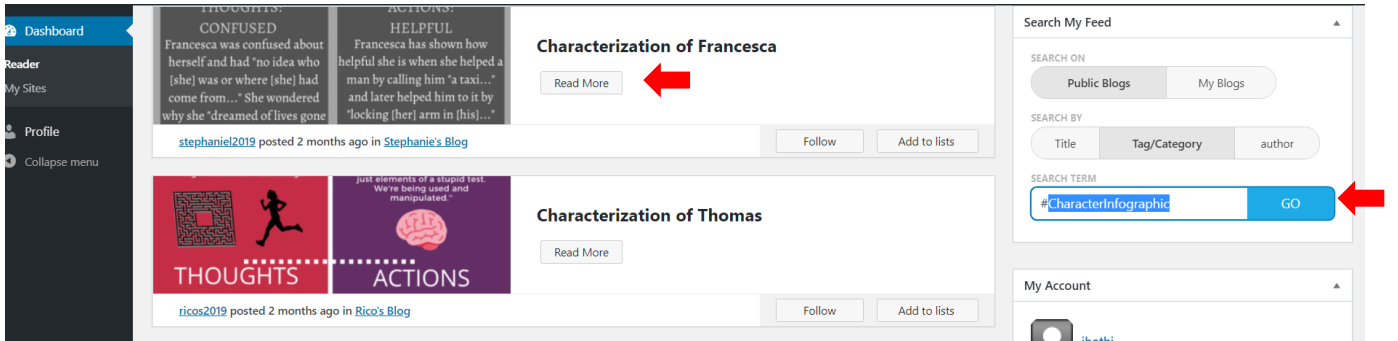 Dashboard
Reader
My Sites
Profile
Collapse menu
THOUGHTS:
CONFUSED
Francesca was confused about
herself and had "no idea who
[she] was or where [she] had
come from..." She wondered
why she "dreamed of lives gone
ACTIONS:
HELPFUL
Francesca has shown how
helpful she is when she helped a
man by calling him "a taxi..."
and later helped him to it by
"locking [her] arm in [his]..."
Characterization of Francesca
Read More
stephaniel2019 posted 2 months ago in Stephanie's Blog
Follow
Add to lists
THOUGHTS
just elements of a stupid test.
We're being used and
manipulated."
ACTIONS
Characterization of Thomas
Read More
ricos2019 posted 2 months ago in Rico's Blog
Follow
Add to lists
Search My Feed
SEARCH ON
Public Blogs
My Blogs
SEARCH BY
Title
Tag/Category
author
SEARCH TERM
#CharacterInfographic
GO
My Account